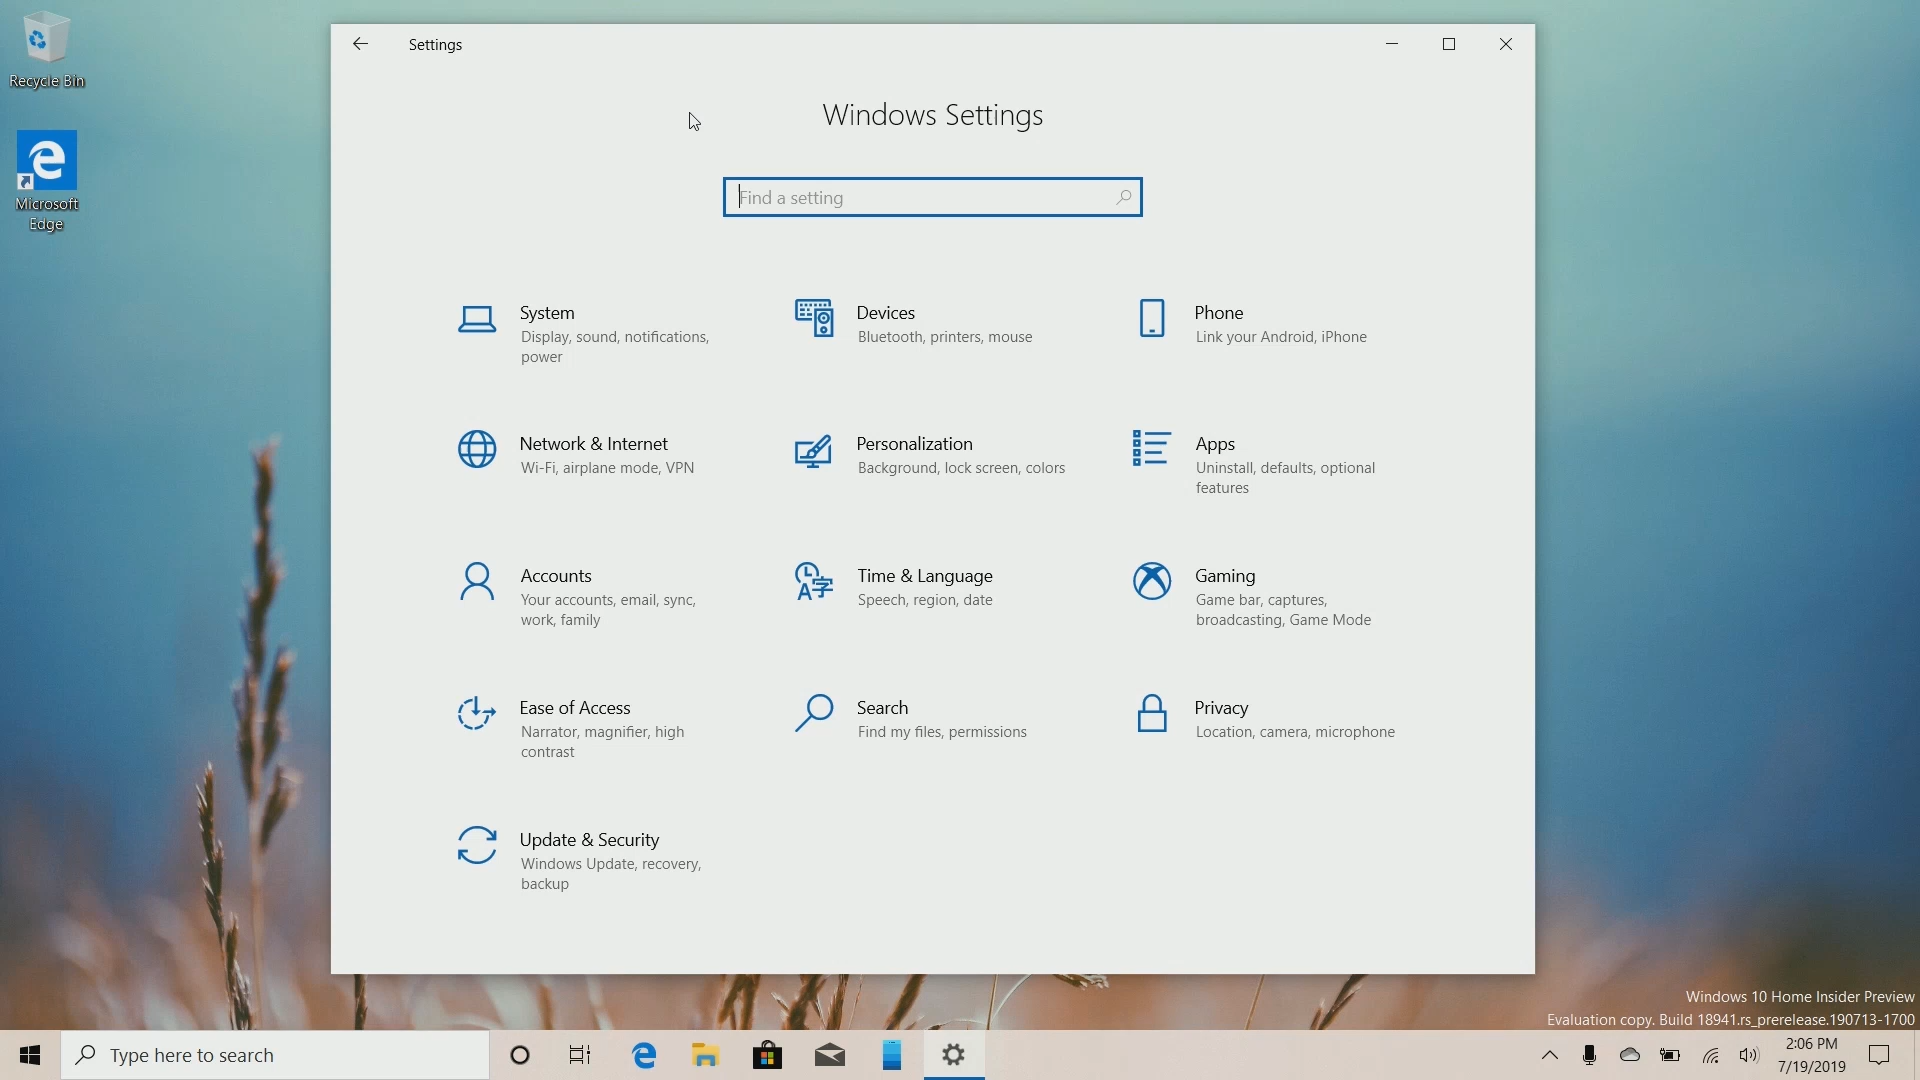 Recycle Bin
Microsoft
Edge
Settings
Windows Settings
Find a setting
System
Display, sound, notifications,
power
Devices
Bluetooth, printers, mouse
Phone
Link your Android, iPhone
Network & Internet
Wi-Fi, airplane mode, VPN
Personalization
Background, lock screen, colors
Apps
Uninstall, defaults, optional
features
Accounts
Your accounts, email, sync,
work, family
Time & Language
Speech, region, date
Gaming
Game bar, captures,
broadcasting, Game Mode
Ease of Access
Narrator, magnifier, high
contrast
Search
Find my files, permissions
Privacy
Location, camera, microphone
Update & Security
Windows Update, recovery,
backup
Windows 10 Home Insider Preview
Evaluation copy. Build 18941.rs_prerelease.190713-1700
Type here to search
2:06 PM
7/19/2019